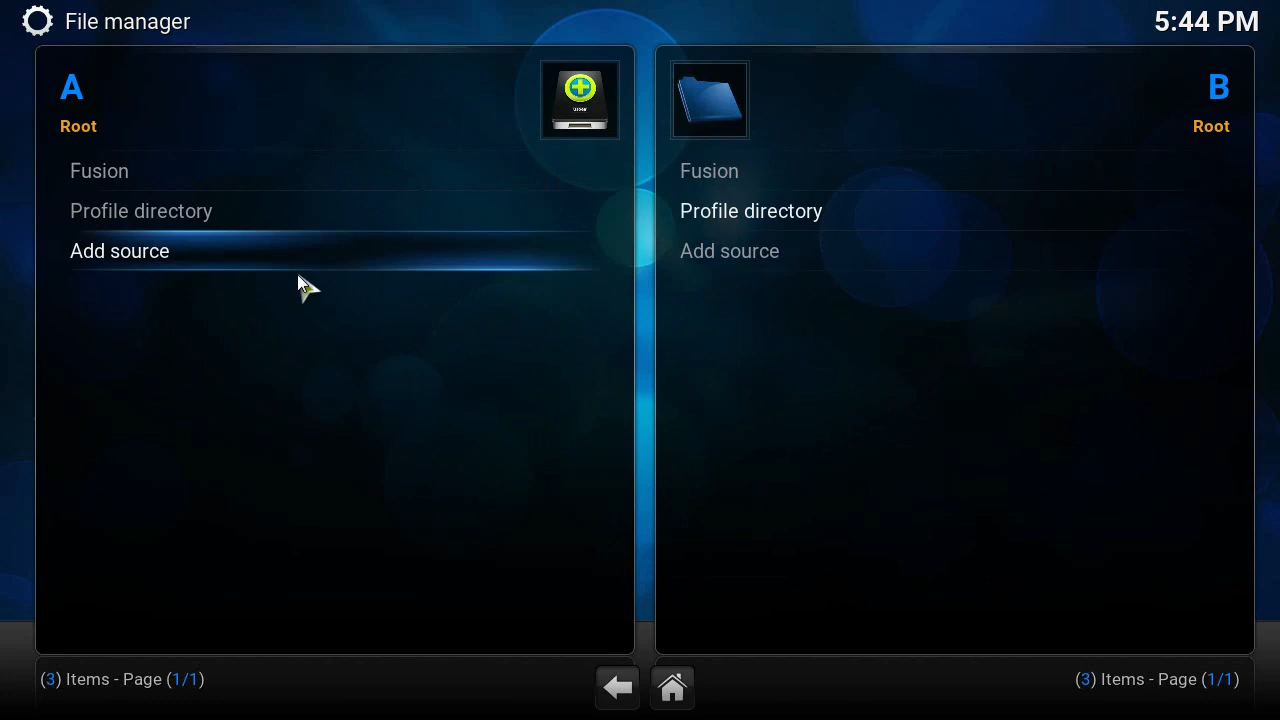 File manager
5:44 PM
A
Root
Fusion
Profile directory
Add source
(3) Items - Page (1/1)
B
Root
Fusion
Profile directory
Add source
(3) Items - Page (1/1)